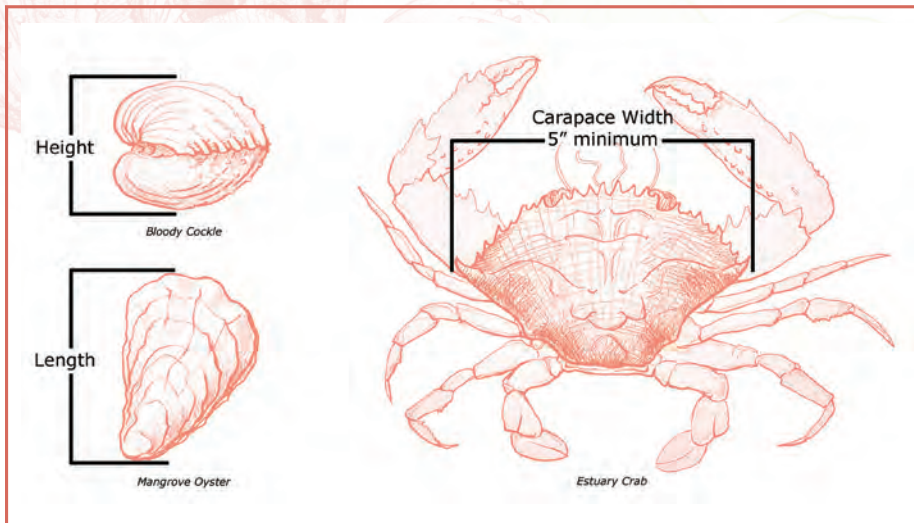 Height
Bloody Cockle
Length
Mangrove Oyster
Carapace Width
5" minimum
Estuary Crab